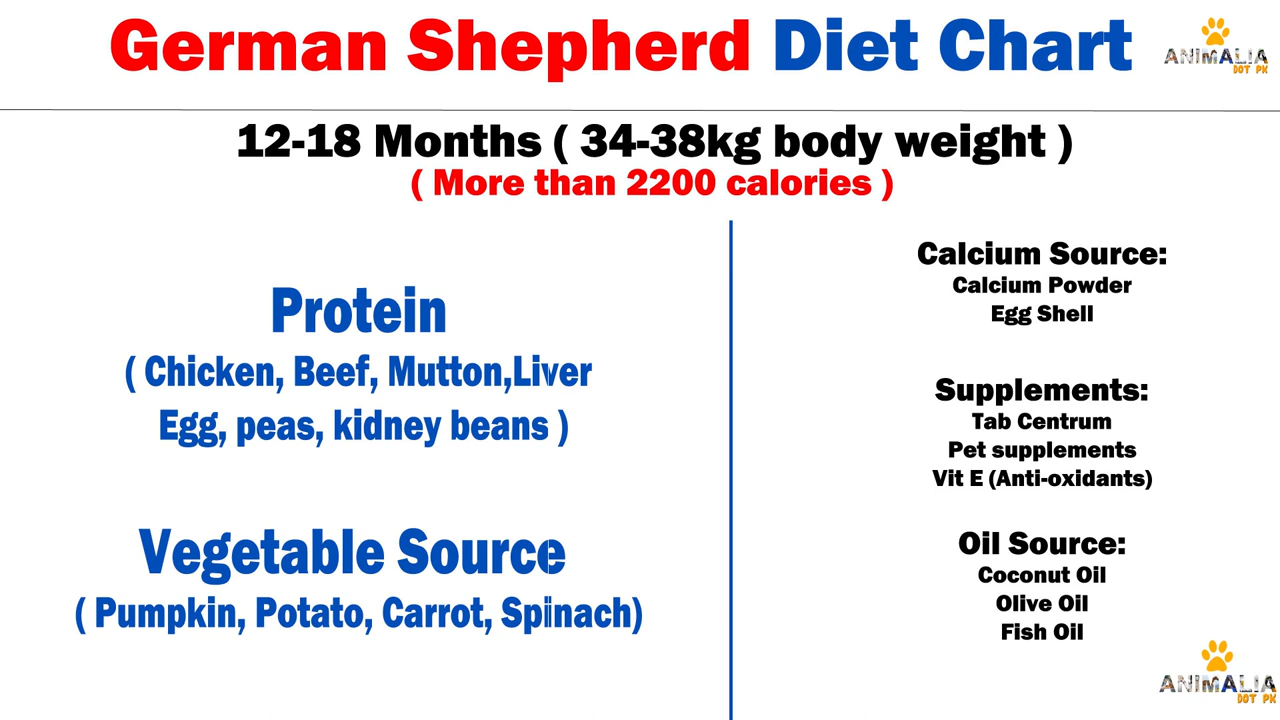 German Shepherd Diet Chart
ANIMALIA
DOT PK
12-18 Months ( 34-38kg body weight )
( More than 2200 calories )
Protein
( Chicken, Beef, Mutton,Liver
Egg, peas, kidney beans )
Vegetable Source
( Pumpkin, Potato, Carrot, Spinach)
Calcium Source:
Calcium Powder
Egg Shell
Supplements:
Tab Centrum
Pet supplements
Vit E (Anti-oxidants)
Oil Source:
Coconut Oil
Olive Oil
Fish Oil
ANIMALIA
DOT PK